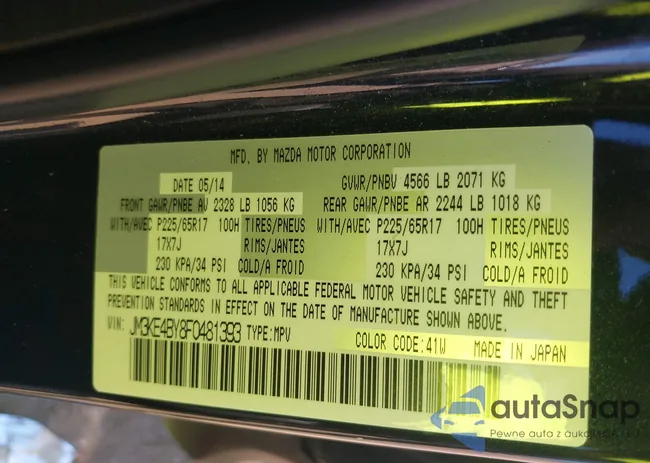 MFD. BY MAZDA MOTOR CORPORATION
DATE 05/14 GVWR/PNBV 4566 LB 2071 KG
FRONT GAWR/PNBE AV 2328 LB 1056 KG REAR GAWR/PNBE AR 2244 LB 1018 KG
WITH/AVEC P225/65R17 100H TIRES/PNEUS WITH/AVEC P225/65R17 100H TIRES/PNEUS
17X7J RIMS/JANTES 17X7J RIMS/JANTES
230 KPA/34 PSI COLD/A FROID 230 KPA/34 PSI COLD/A FROID
THIS VEHICLE CONFORMS TO ALL APPLICABLE FEDERAL MOTOR VEHICLE SAFETY AND THEFT
PREVENTION STANDARDS IN EFFECT ON THE DATE OF MANUFACTURE SHOWN ABOVE.
VIN: JM3KE4BY8F0481393 TYPE:MPV COLOR CODE:41W MADE IN JAPAN
autaSnap
Pewne auta z aukcji